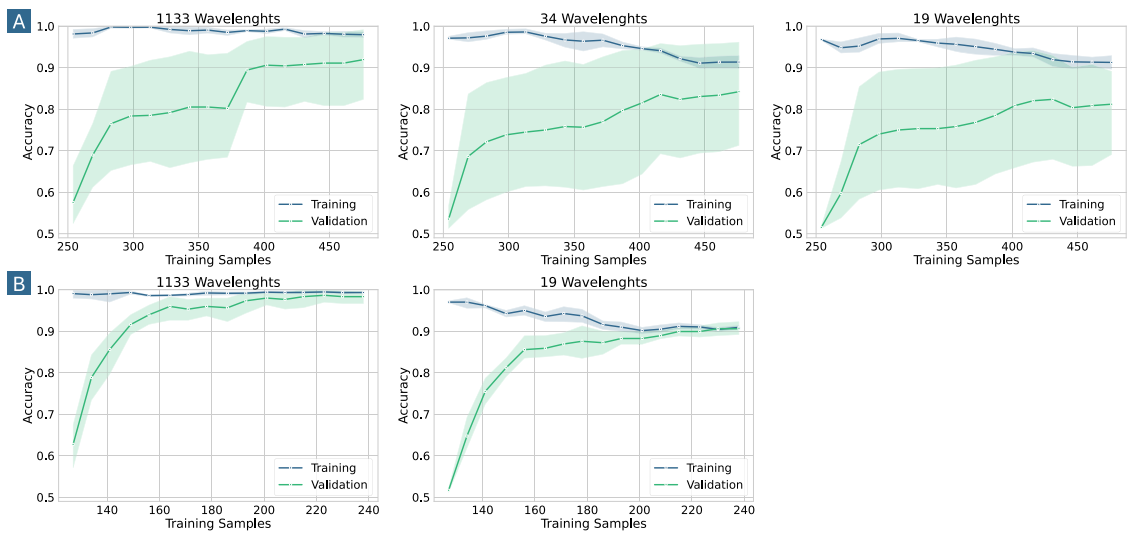 A
1133 Wavelenghts
34 Wavelenghts
19 Wavelenghts
1.0
0.9
0.8
0.7
0.6
0.5
Accuracy
250 300 350 400 450
Training Samples
Training
Validation
1.0
0.9
0.8
0.7
0.6
0.5
Accuracy
250 300 350 400 450
Training Samples
Training
Validation
1.0
0.9
0.8
0.7
0.6
0.5
Accuracy
250 300 350 400 450
Training Samples
Training
Validation
B
1133 Wavelenghts
19 Wavelenghts
1.0
0.9
0.8
0.7
0.6
0.5
Accuracy
140 160 180 200 220 240
Training Samples
Training
Validation
1.0
0.9
0.8
0.7
0.6
0.5
Accuracy
140 160 180 200 220 240
Training Samples
Training
Validation